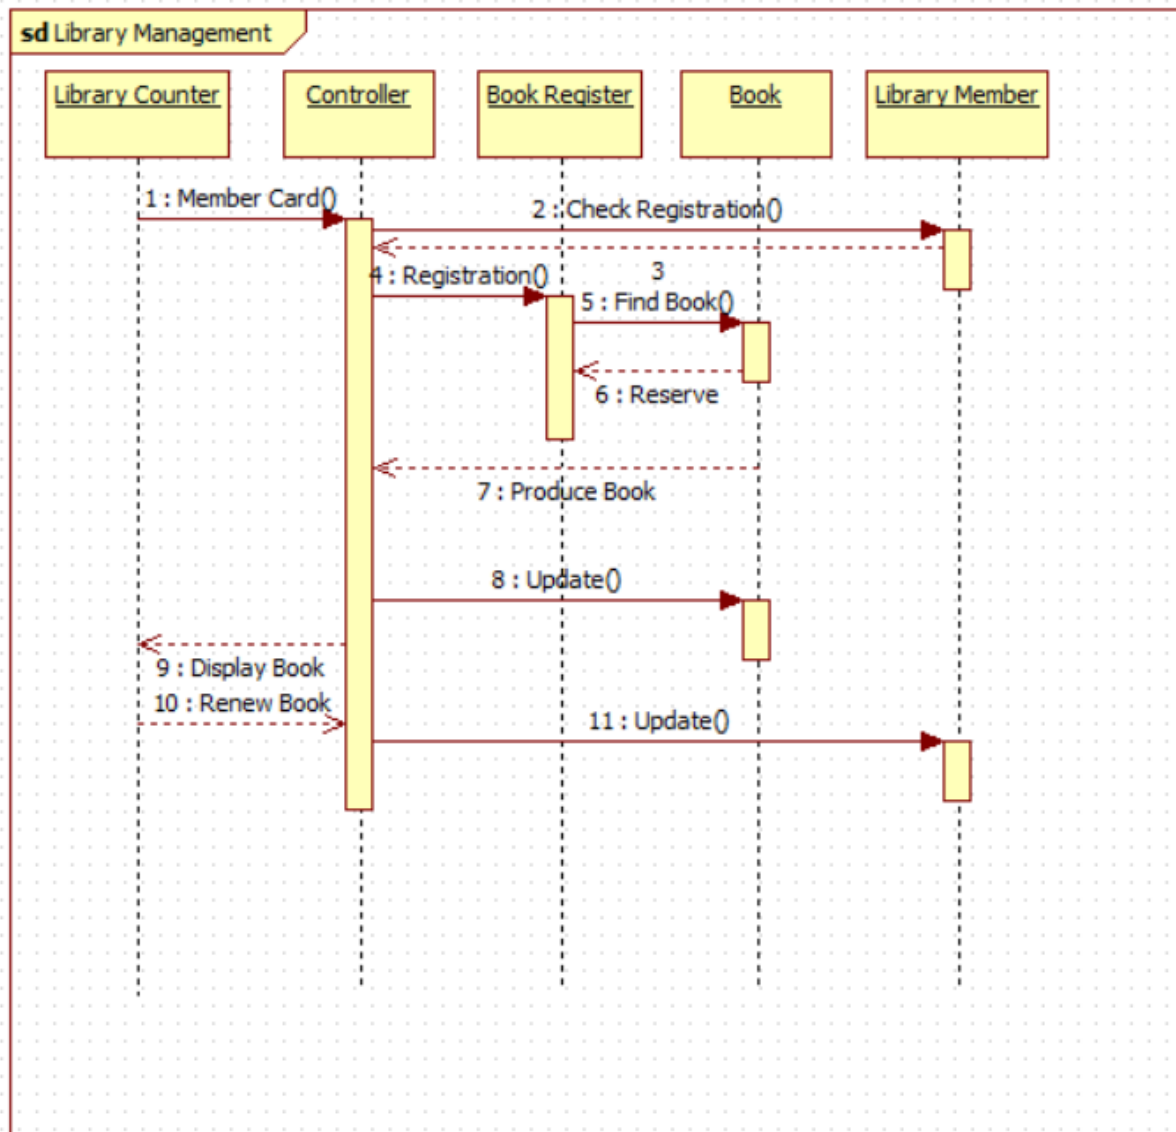 sd Library Management
Library Counter
Controller
Book Register
Book
Library Member
1 : Member Card()
2 : Check Registration()
3
4 : Registration()
5 : Find Book()
6 : Reserve
7 : Produce Book
8 : Update()
9 : Display Book
10 : Renew Book
11 : Update()